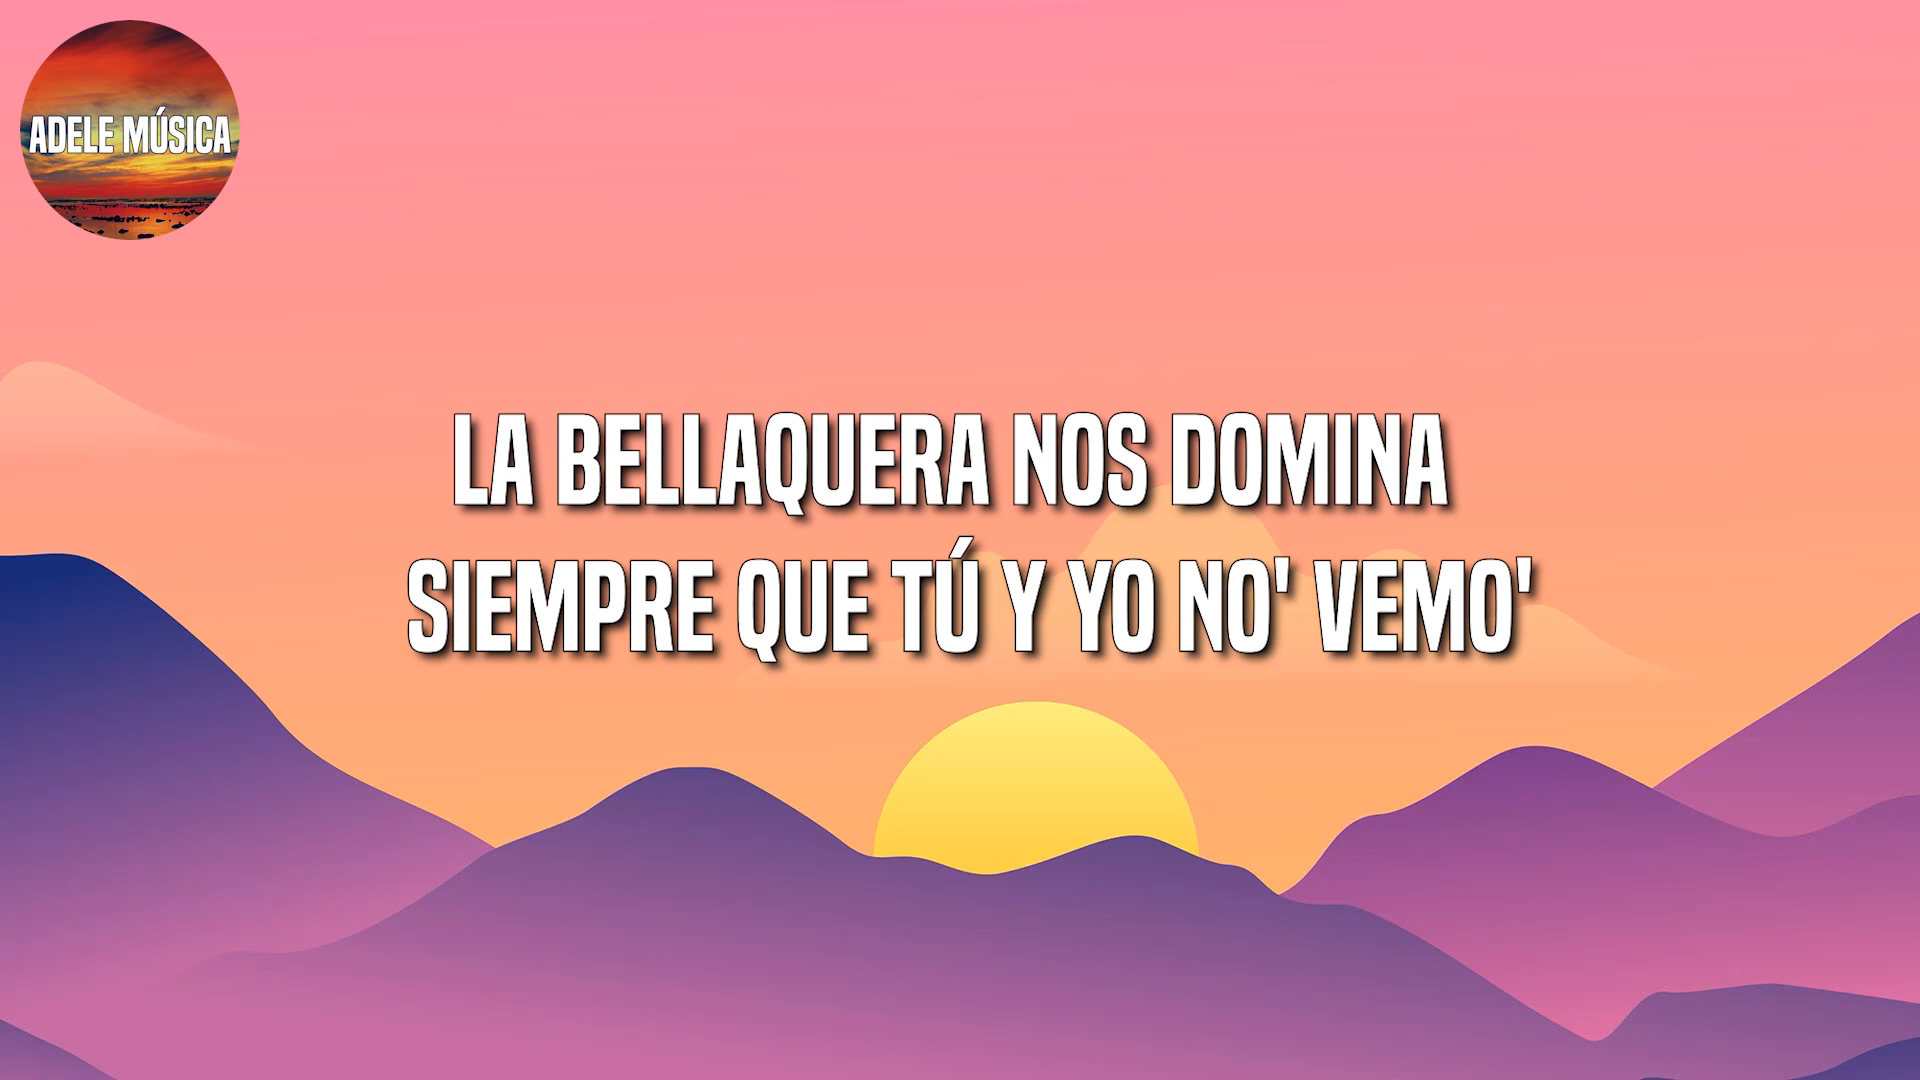 ADELE MÚSICA
LA BELLAQUERA NOS DOMINA
SIEMPRE QUE TÚ Y YO NO' VEMO'